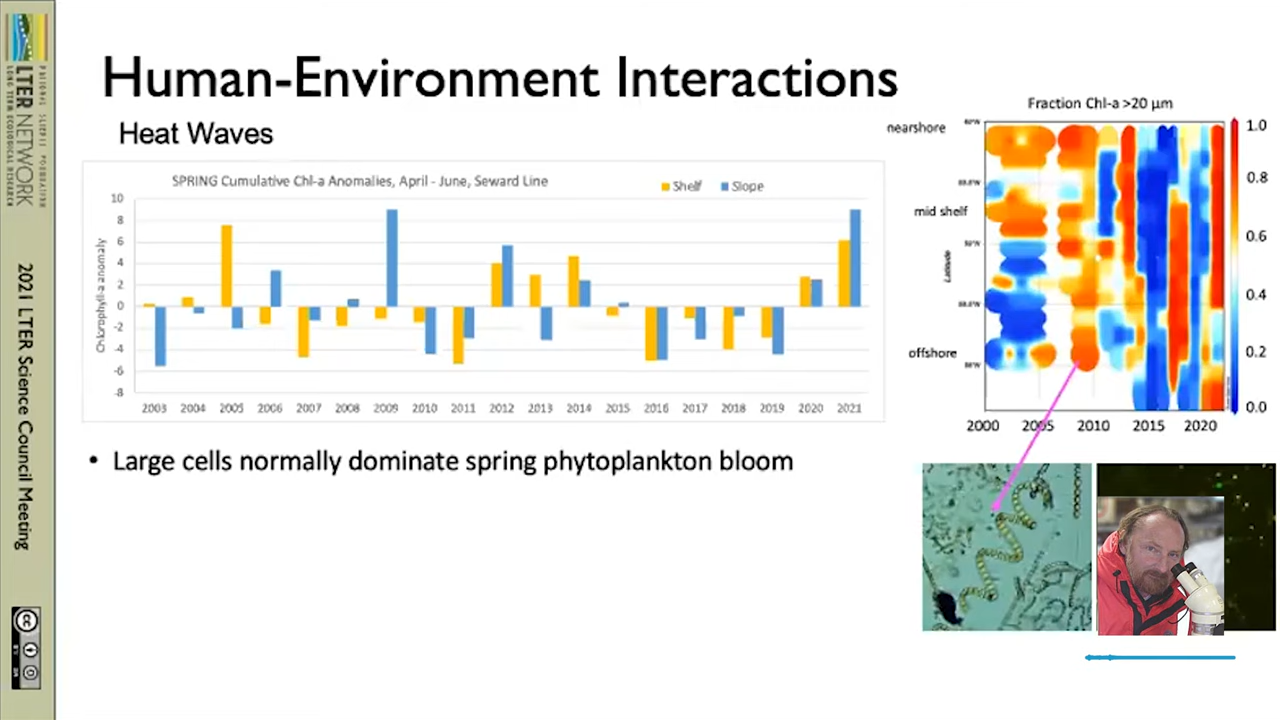 Human-Environment Interactions
Heat Waves
SPRING Cumulative Chl-a Anomalies, April - June, Seward Line
Shelf
Slope
Chlorophyll-a anomaly
10
8
6
4
2
0
-2
-4
-6
-8
2003 2004 2005 2006 2007 2008 2009 2010 2011 2012 2013 2014 2015 2016 2017 2018 2019 2020 2021
Fraction Chl-a >20 µm
nearshore
mid shelf
offshore
Latitude
1.0
0.8
0.6
0.4
0.2
0.0
2000 2005 2010 2015 2020
• Large cells normally dominate spring phytoplankton bloom
LTER NETWORK
LONG TERM ECOLOGICAL RESEARCH
2021 LTER Science Council Meeting
cc